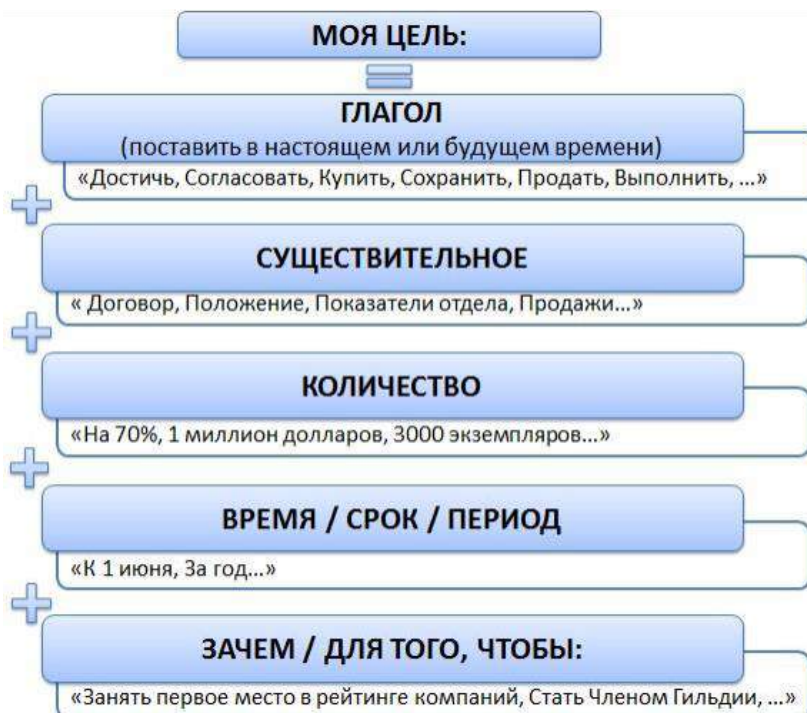 МОЯ ЦЕЛЬ:
ГЛАГОЛ
(поставить в настоящем или будущем времени)
«Достичь, Согласовать, Купить, Сохранить, Продать, Выполнить, ...»
СУЩЕСТВИТЕЛЬНОЕ
« Договор, Положение, Показатели отдела, Продажи...»
КОЛИЧЕСТВО
«На 70%, 1 миллион долларов, 3000 экземпляров...»
ВРЕМЯ / СРОК / ПЕРИОД
«К 1 июня, За год...»
ЗАЧЕМ / ДЛЯ ТОГО, ЧТОБЫ:
«Занять первое место в рейтинге компаний, Стать Членом Гильдии, ...»